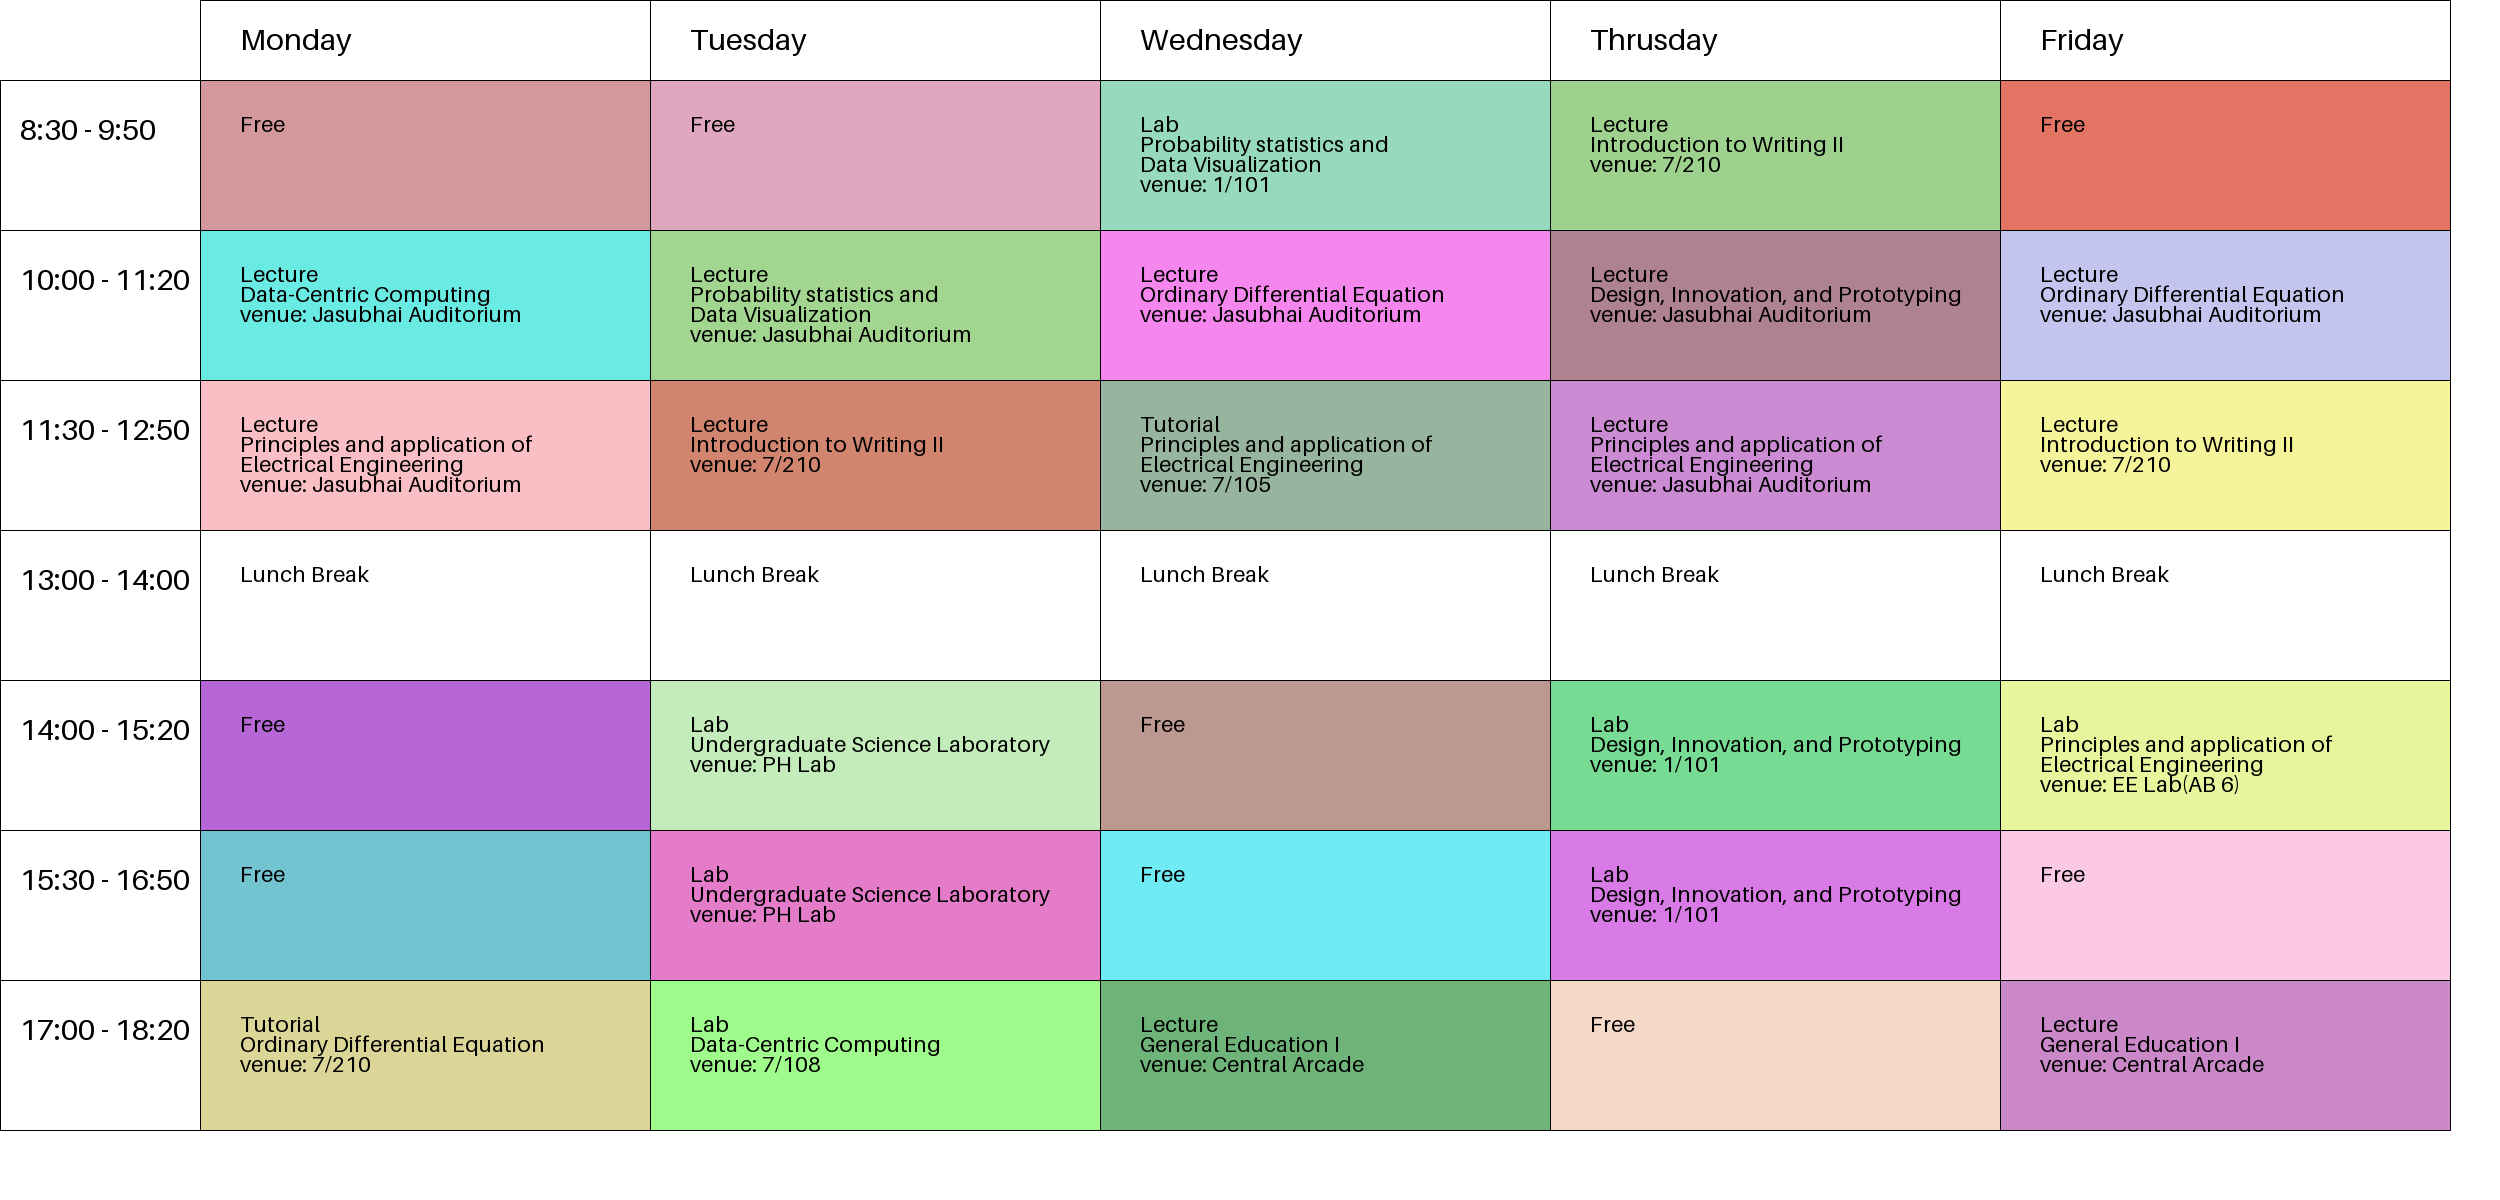 Monday
Tuesday
Wednesday
Thrusday
Friday
8:30 - 9:50
Free
Free
Lab
Probability statistics and
Data Visualization
venue: 1/101
Lecture
Introduction to Writing II
venue: 7/210
Free
10:00 - 11:20
Lecture
Data-Centric Computing
venue: Jasubhai Auditorium
Lecture
Probability statistics and
Data Visualization
venue: Jasubhai Auditorium
Lecture
Ordinary Differential Equation
venue: Jasubhai Auditorium
Lecture
Design, Innovation, and Prototyping
venue: Jasubhai Auditorium
Lecture
Ordinary Differential Equation
venue: Jasubhai Auditorium
11:30 - 12:50
Lecture
Principles and application of
Electrical Engineering
venue: Jasubhai Auditorium
Lecture
Introduction to Writing II
venue: 7/210
Tutorial
Principles and application of
Electrical Engineering
venue: 7/105
Lecture
Principles and application of
Electrical Engineering
venue: Jasubhai Auditorium
Lecture
Introduction to Writing II
venue: 7/210
13:00 - 14:00
Lunch Break
Lunch Break
Lunch Break
Lunch Break
Lunch Break
14:00 - 15:20
Free
Lab
Undergraduate Science Laboratory
venue: PH Lab
Free
Lab
Design, Innovation, and Prototyping
venue: 1/101
Lab
Principles and application of
Electrical Engineering
venue: EE Lab(AB 6)
15:30 - 16:50
Free
Lab
Undergraduate Science Laboratory
venue: PH Lab
Free
Lab
Design, Innovation, and Prototyping
venue: 1/101
Free
17:00 - 18:20
Tutorial
Ordinary Differential Equation
venue: 7/210
Lab
Data-Centric Computing
venue: 7/108
Lecture
General Education I
venue: Central Arcade
Free
Lecture
General Education I
venue: Central Arcade